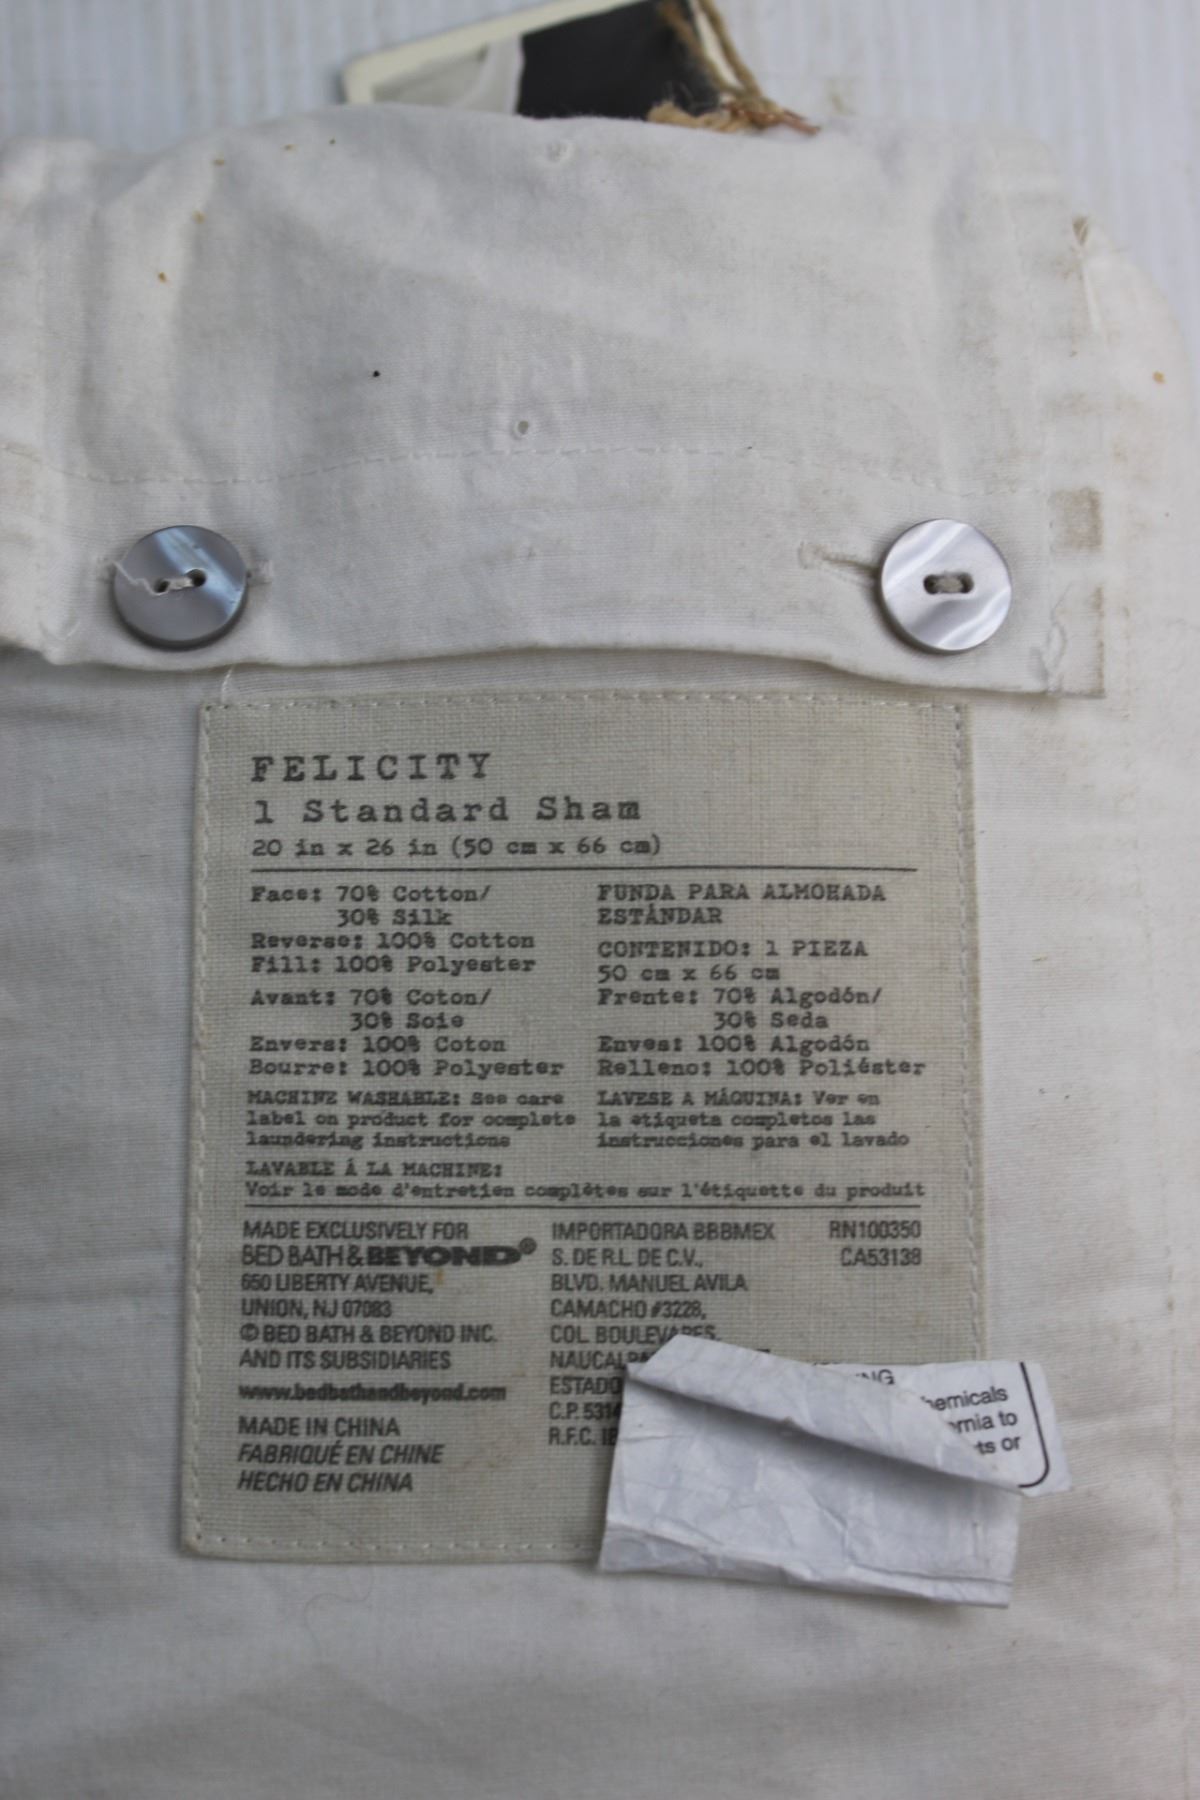 FELICITY
1 Standard Sham
20 in x 26 in (50 cm x 66 cm)
Face: 70% Cotton/
30% Silk
Reverse: 100% Cotton
Fill: 100% Polyester
Avant: 70% Coton/
30% Soie
Envers: 100% Coton
Bourre: 100% Polyester
MACHINE WASHABLE: See care
label on product for complete
laundering instructions
FUNDA PARA ALMOHADA
ESTÁNDAR
CONTENIDO: 1 PIEZA
50 cm x 66 cm
Frente: 70% Algodón/
30% Seda
Enves: 100% Algodón
Relleno: 100% Poliéster
LAVESE A MÁQUINA: Ver en
la etiqueta completos las
instrucciones para el lavado
LAVABLE Á LA MACHINE:
Voir le mode d'entretien complètes sur l'étiquette du produit
MADE EXCLUSIVELY FOR
BED BATH & BEYOND®
650 LIBERTY AVENUE,
UNION, NJ 07083
© BED BATH & BEYOND INC.
AND ITS SUBSIDIARIES
www.bedbathandbeyond.com
MADE IN CHINA
FABRIQUÉ EN CHINE
HECHO EN CHINA
IMPORTADORA BBBMEX
S. DE R.L. DE C.V.,
BLVD. MANUEL AVILA
CAMACHO #3228,
COL. BOULEVARES,
ESTADO
C.P.
R.F.C.
RN100350
CA53138
to
or